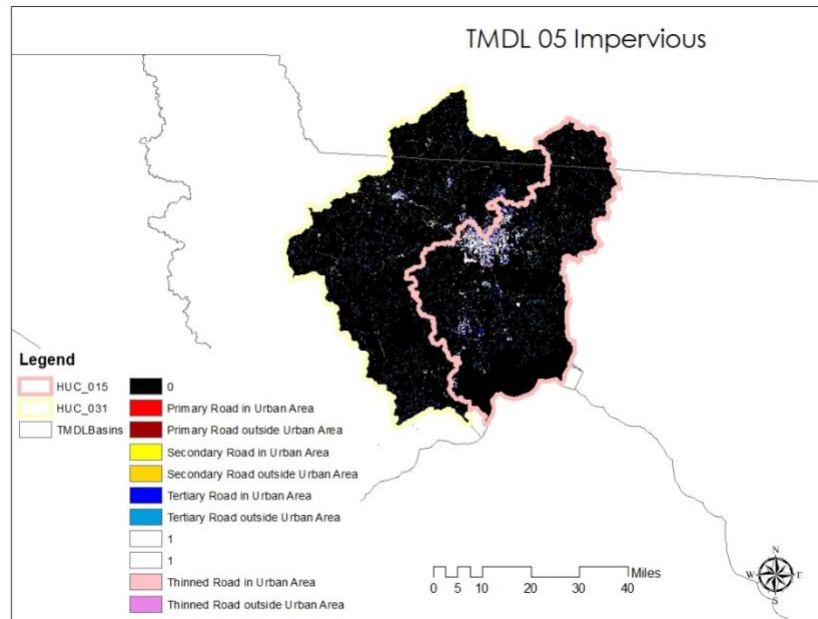 TMDL 05 Impervious
Legend
HUC_015
HUC_031
TMDLBasins
0
Primary Road in Urban Area
Primary Road outside Urban Area
Secondary Road in Urban Area
Secondary Road outside Urban Area
Tertiary Road in Urban Area
Tertiary Road outside Urban Area
1
1
Thinned Road in Urban Area
Thinned Road outside Urban Area
Miles
0 5 10 20 30 40
N
W E
S